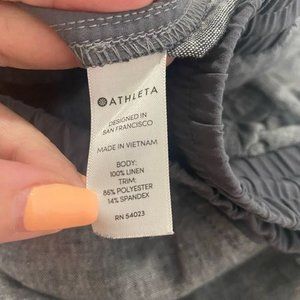 ATHLETA
DESIGNED IN
SAN FRANCISCO
MADE IN VIETNAM
BODY:
100% LINEN
TRIM:
86% POLYESTER
14% SPANDEX
RN 54023